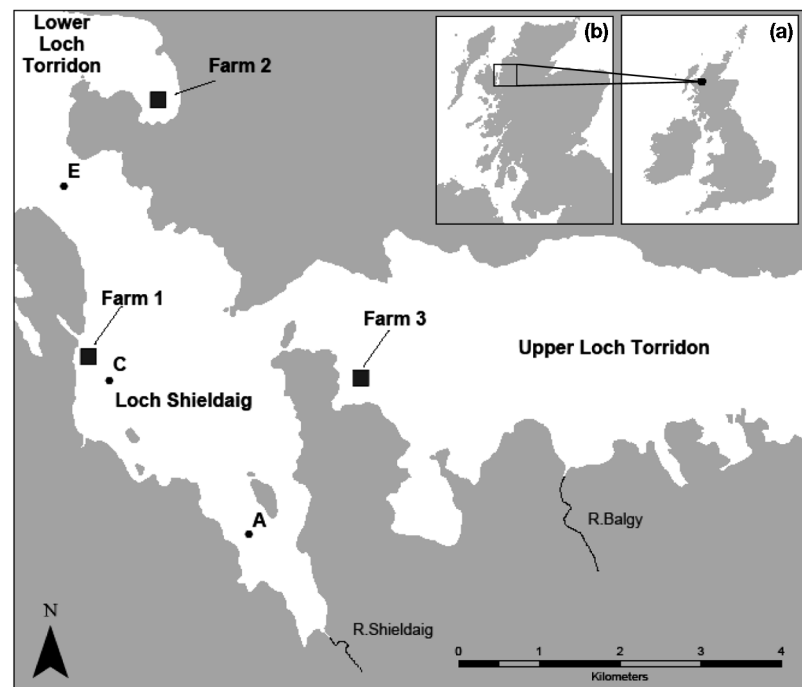 Lower
Loch
Torridon
Farm 2
(b)
(a)
E
Farm 1
Farm 3
C
Upper Loch Torridon
Loch Shieldaig
A
R.Balgy
N
R.Shieldaig
0 1 2 3 4
Kilometers